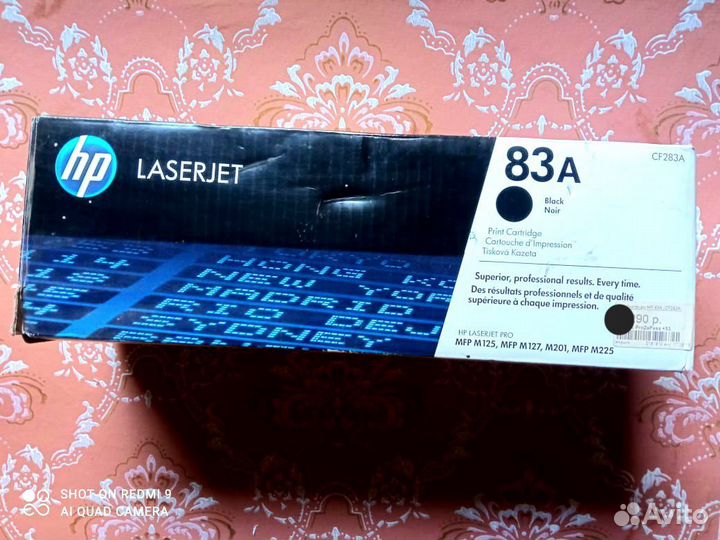 hp
LASERJET
83A
CF283A
Black
Noir
Print Cartridge
Cartouche d'Impression
Tisková Kazeta
Superior, professional results. Every time.
Des résultats professionnels et de qualité
supérieure à chaque impression.
90 р.
HP LASERJET PRO
MFP M125, MFP M127, M201, MFP M225
HONG KO
NEW YOR
MADRID
RIO DE J
SYDNEY
14
15
SHOT ON REDMI 9
AI QUAD CAMERA
Avito